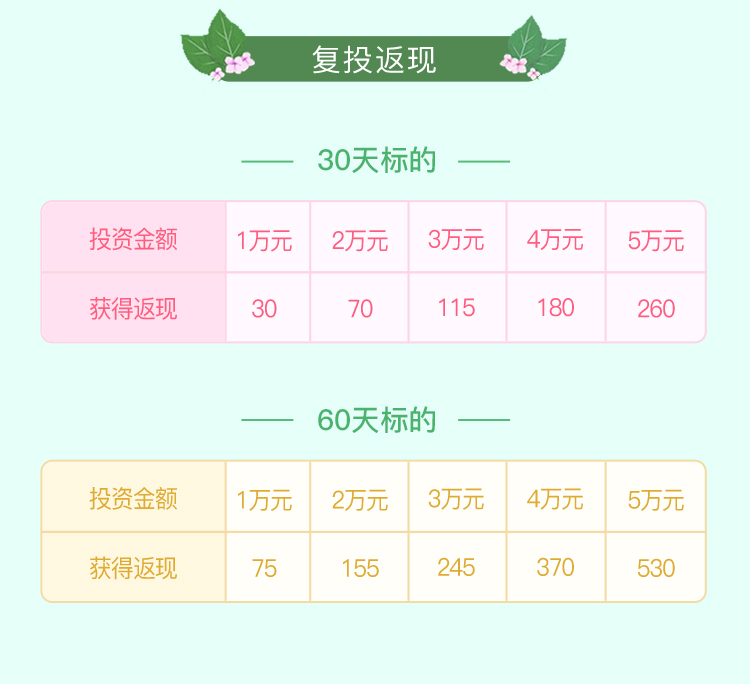 复投返现
30天标的
投资金额 1万元 2万元 3万元 4万元 5万元
获得返现 30 70 115 180 260
60天标的
投资金额 1万元 2万元 3万元 4万元 5万元
获得返现 75 155 245 370 530